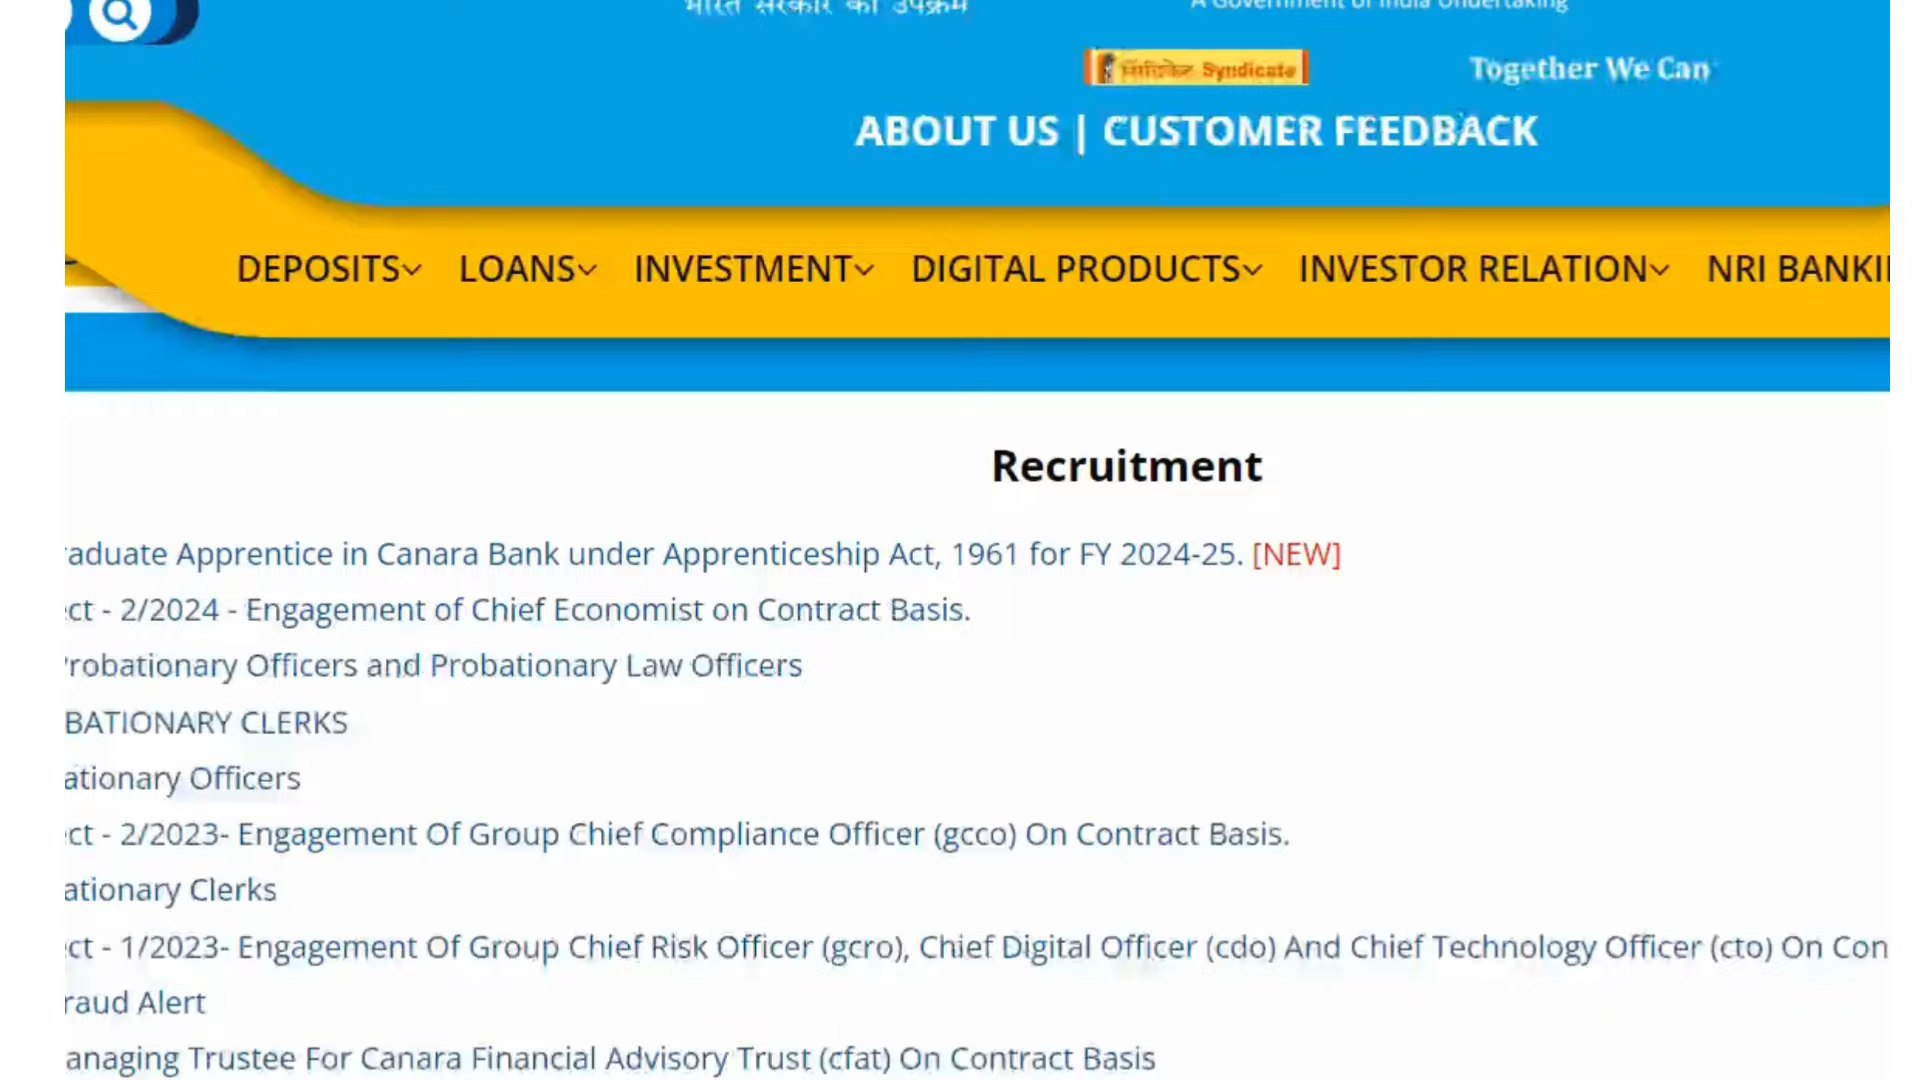 भारत सरकार का उपक्रम
A Government of India Undertaking
सिंडिकेट Syndicate
Together We Can
ABOUT US | CUSTOMER FEEDBACK
DEPOSITS LOANS INVESTMENT DIGITAL PRODUCTS INVESTOR RELATION NRI BANKI
Recruitment
raduate Apprentice in Canara Bank under Apprenticeship Act, 1961 for FY 2024-25. [NEW]
ct - 2/2024 - Engagement of Chief Economist on Contract Basis.
robationary Officers and Probationary Law Officers
BATIONARY CLERKS
ationary Officers
ct - 2/2023- Engagement Of Group Chief Compliance Officer (gcco) On Contract Basis.
ationary Clerks
ct - 1/2023- Engagement Of Group Chief Risk Officer (gcro), Chief Digital Officer (cdo) And Chief Technology Officer (cto) On Con
raud Alert
anaging Trustee For Canara Financial Advisory Trust (cfat) On Contract Basis